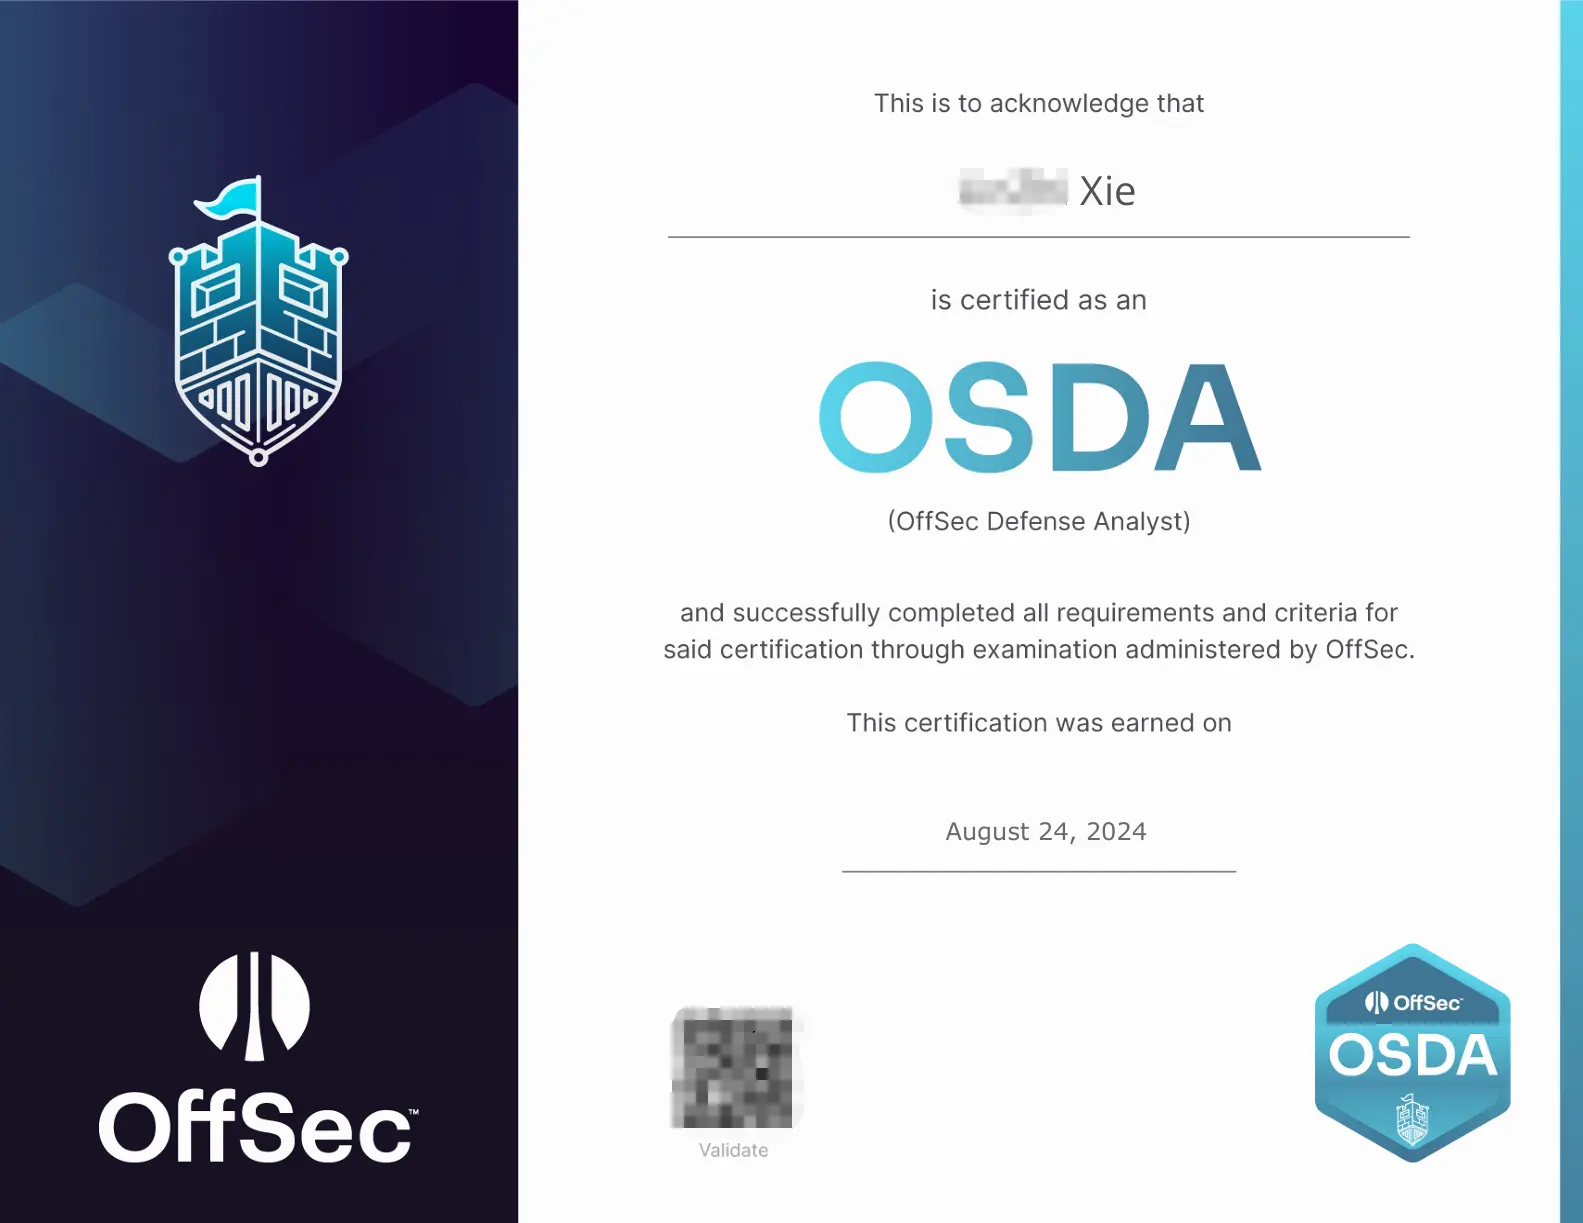 This is to acknowledge that
Xie
is certified as an
OSDA
(OffSec Defense Analyst)
and successfully completed all requirements and criteria for
said certification through examination administered by OffSec.
This certification was earned on
August 24, 2024
OffSec™
Validate
OffSec™
OSDA